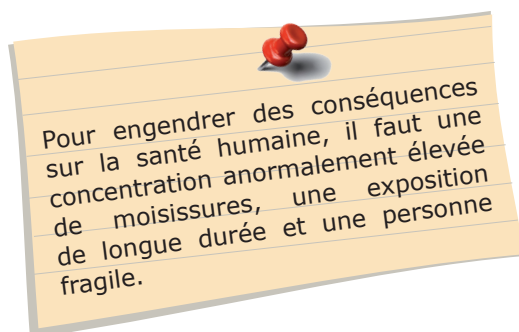 Pour engendrer des conséquences
sur la santé humaine, il faut une
concentration anormalement élevée
de moisissures, une exposition
de longue durée et une personne
fragile.